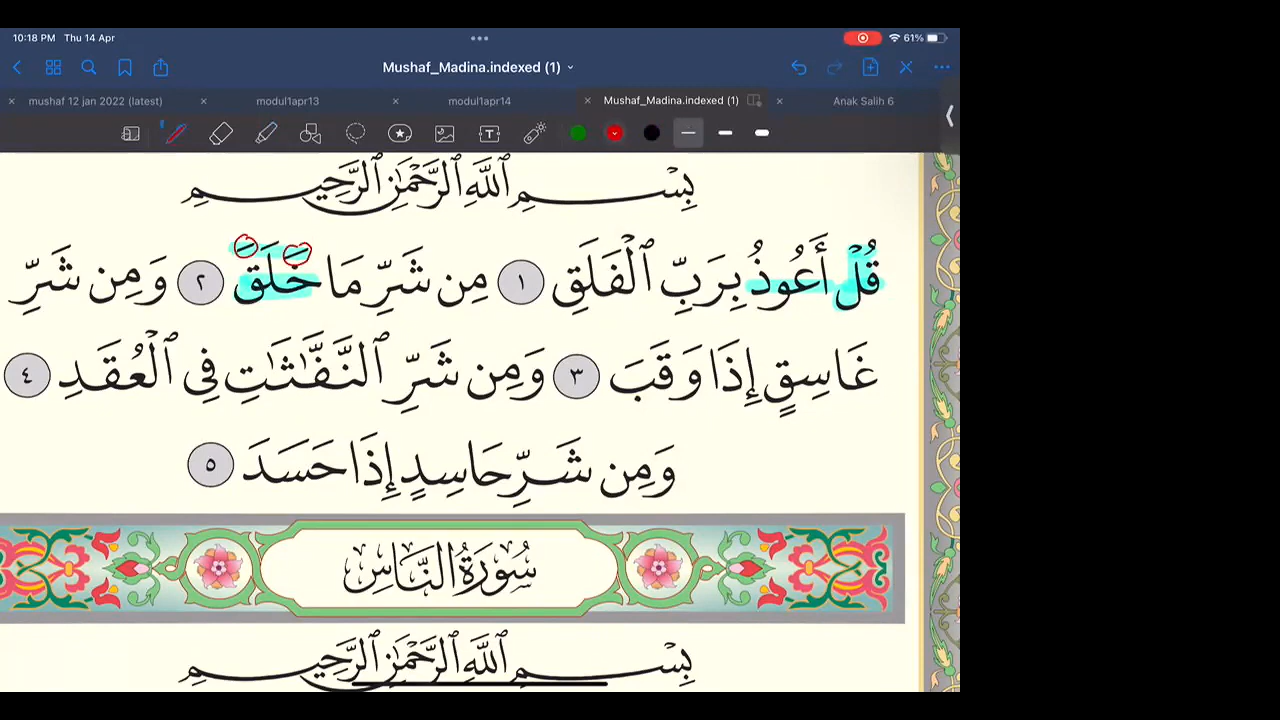 10:18 PM Thu 14 Apr
61%
Mushaf_Madina.indexed (1)
mushaf 12 jan 2022 (latest)
modul1apr13
modul1apr14
Mushaf_Madina.indexed (1)
Anak Salih 6
بِسْمِ ٱللَّهِ ٱلرَّحْمَٰنِ ٱلرَّحِيمِ
قُلْ أَعُوذُ بِرَبِّ ٱلْفَلَقِ ١ مِن شَرِّ مَا خَلَقَ ٢ وَمِن شَرِّ
غَاسِقٍ إِذَا وَقَبَ ٣ وَمِن شَرِّ ٱلنَّفَّٰثَٰتِ فِى ٱلْعُقَدِ ٤
وَمِن شَرِّ حَاسِدٍ إِذَا حَسَدَ ٥
سُورَةُ النَّاسِ
بِسْمِ ٱللَّهِ ٱلرَّحْمَٰنِ ٱلرَّحِيمِ